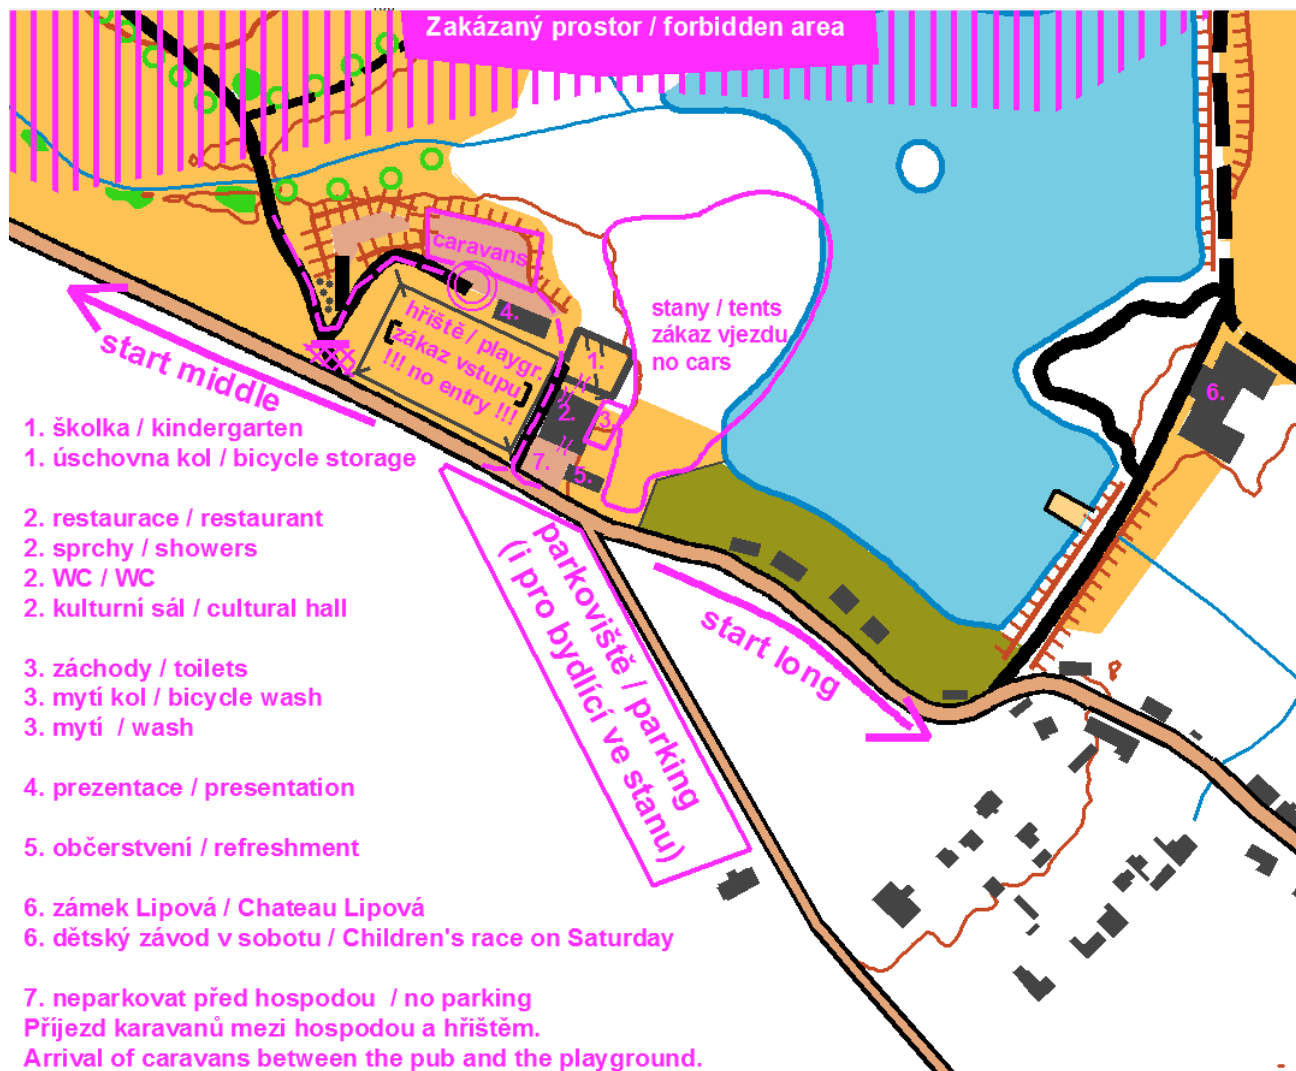 Zakázaný prostor / forbidden area
caravans
4.
hřiště / playgr.
zákaz vstupu
!!! no entry !!!
stany / tents
zákaz vjezdu
no cars
1.
2.
3.
7.
5.
6.
start middle
start long
parkoviště / parking
(i pro bydlící ve stanu)
1. školka / kindergarten
1. úschovna kol / bicycle storage
2. restaurace / restaurant
2. sprchy / showers
2. WC / WC
2. kulturní sál / cultural hall
3. záchody / toilets
3. mytí kol / bicycle wash
3. mytí / wash
4. prezentace / presentation
5. občerstvení / refreshment
6. zámek Lipová / Chateau Lipová
6. dětský závod v sobotu / Children's race on Saturday
7. neparkovat před hospodou / no parking
Příjezd karavanů mezi hospodou a hřištěm.
Arrival of caravans between the pub and the playground.